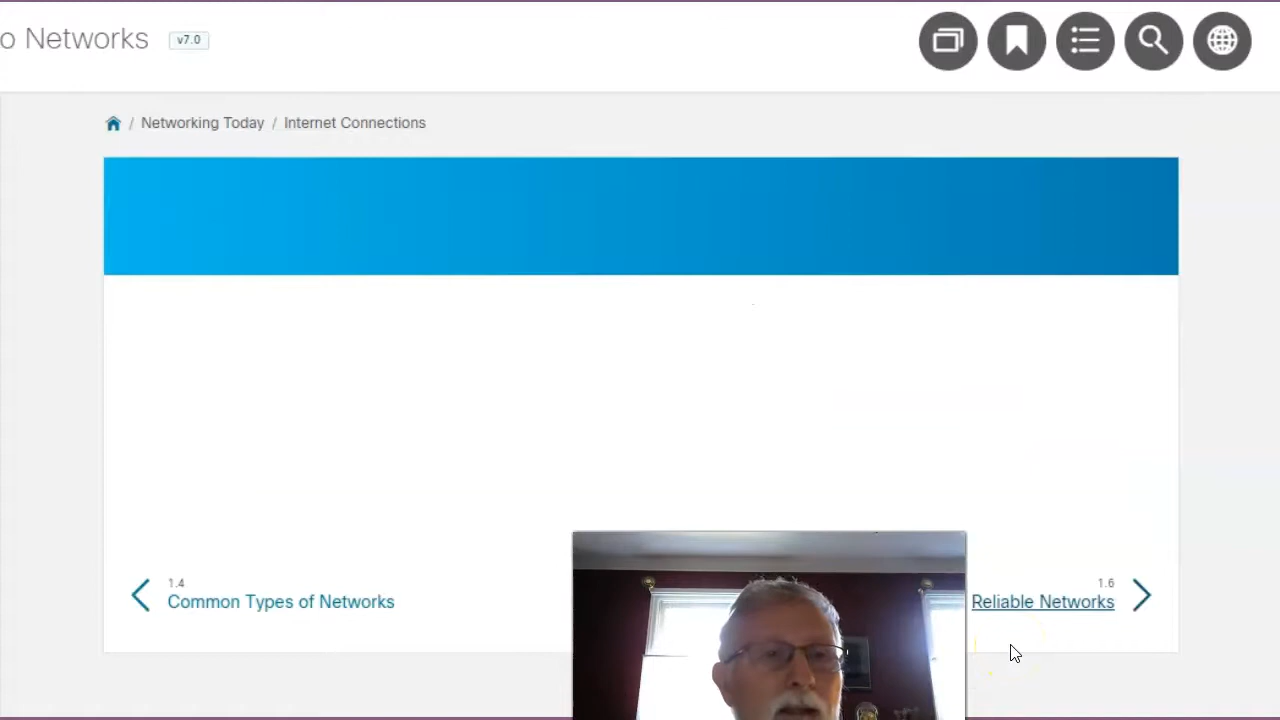 o Networks v7.0
/ Networking Today / Internet Connections
1.4
Common Types of Networks
1.6
Reliable Networks